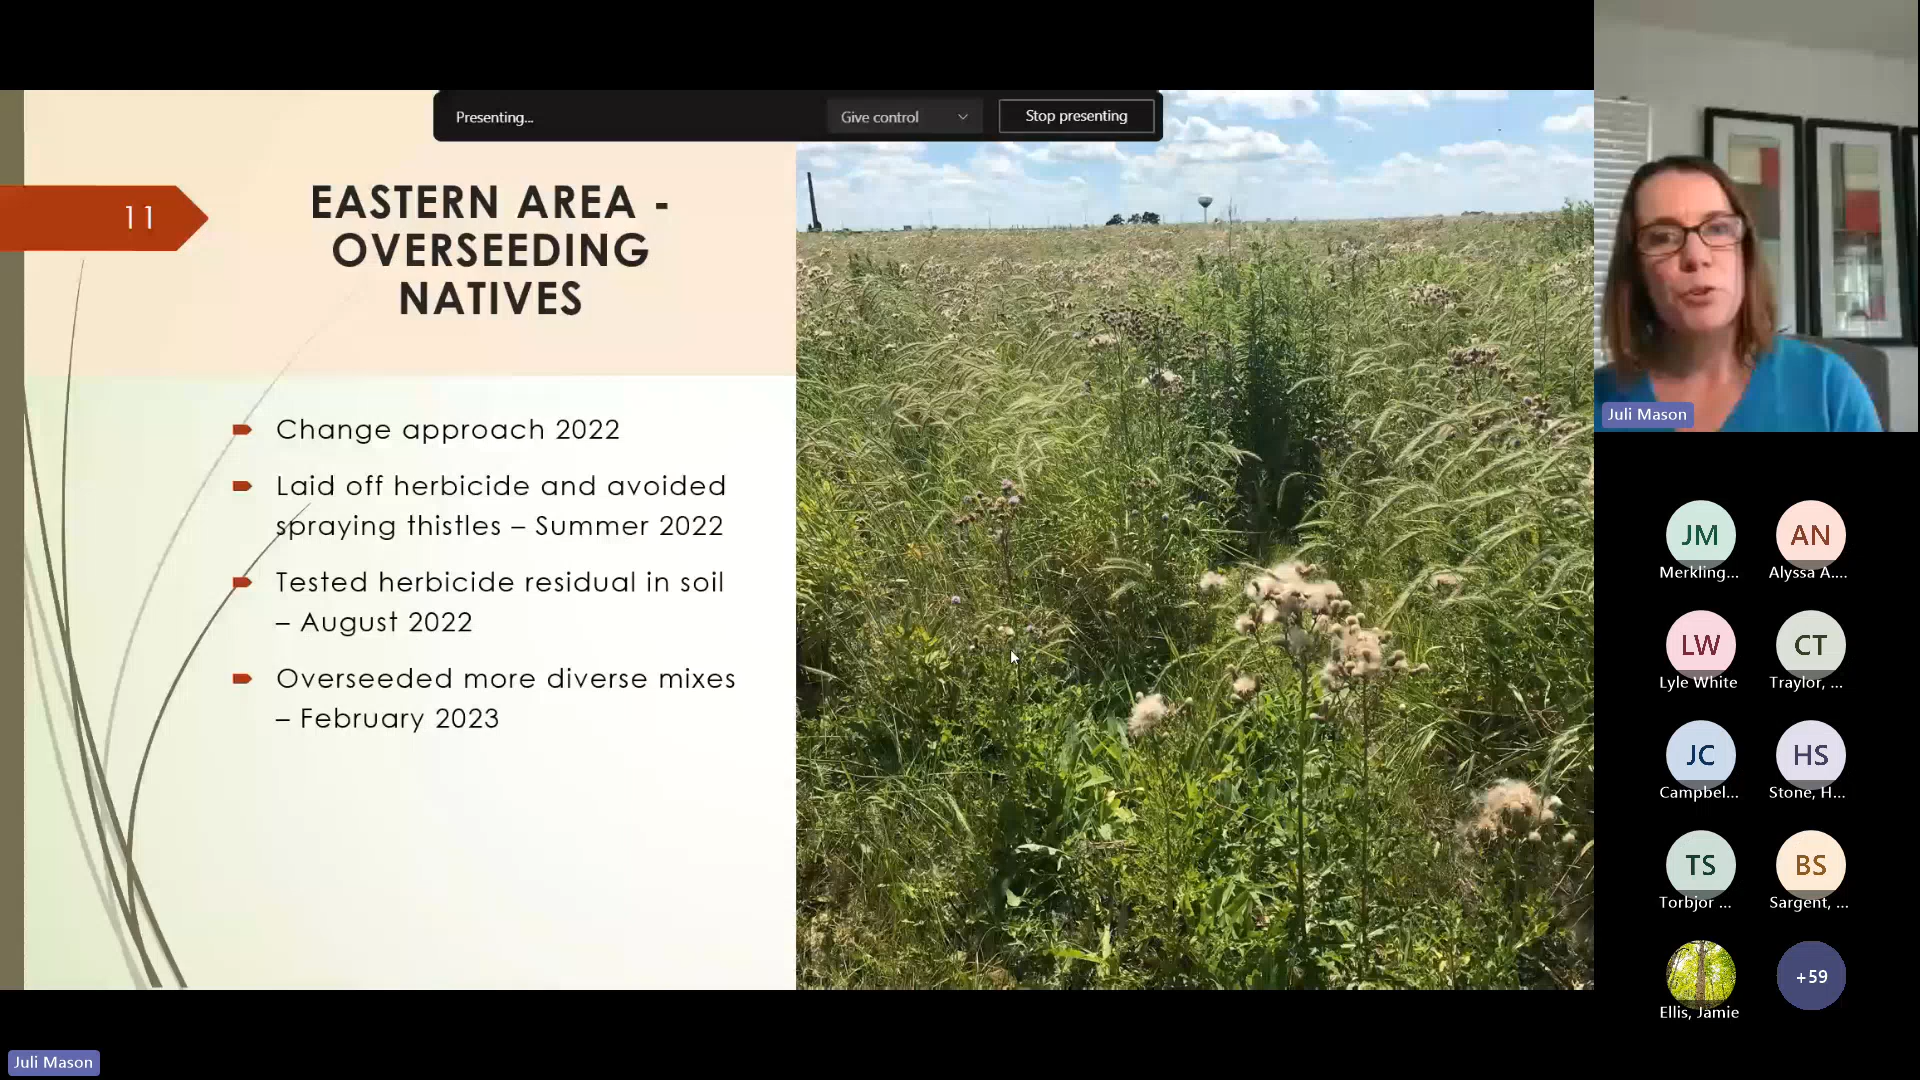 Presenting...
Give control
Stop presenting
11
EASTERN AREA -
OVERSEEDING
NATIVES
Change approach 2022
Laid off herbicide and avoided
spraying thistles – Summer 2022
Tested herbicide residual in soil
– August 2022
Overseeded more diverse mixes
– February 2023
Juli Mason
JM
AN
Merkling...
Alyssa A....
LW
CT
Lyle White
Traylor, ...
JC
HS
Campbel...
Stone, H...
TS
BS
Torbjor ...
Sargent, ...
+59
Ellis, Jamie
Juli Mason